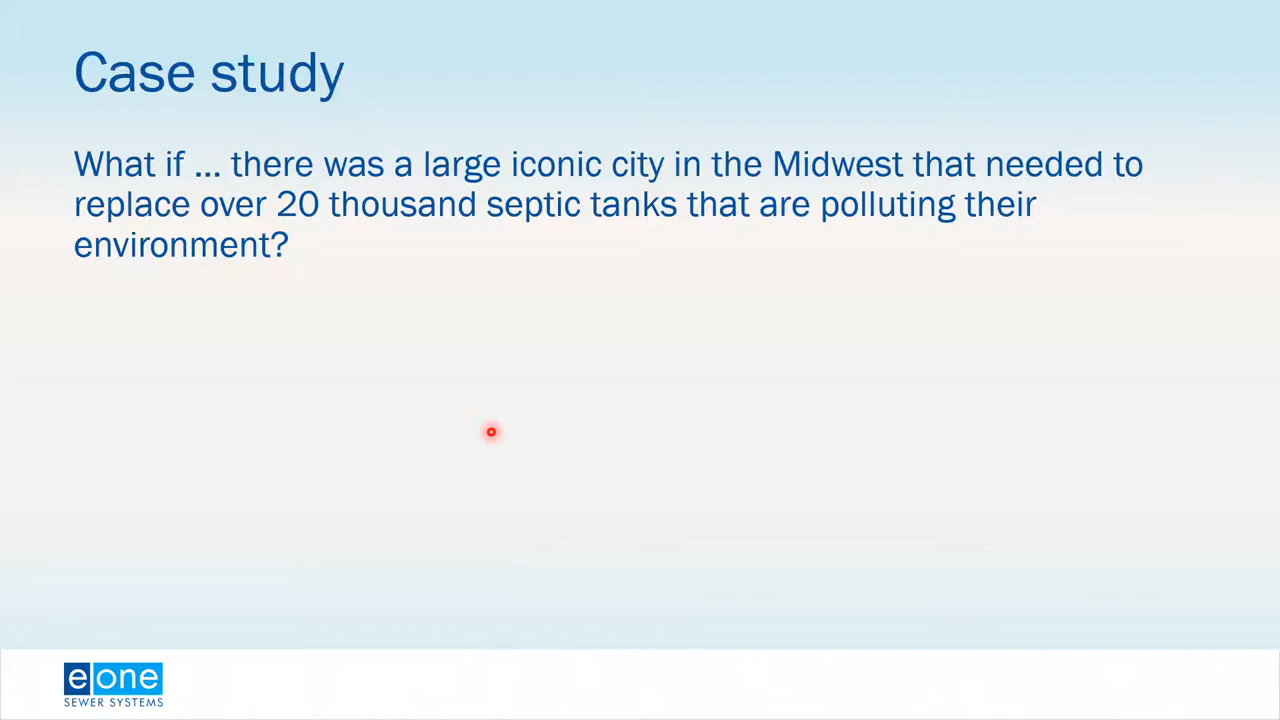 Case study
What if ... there was a large iconic city in the Midwest that needed to
replace over 20 thousand septic tanks that are polluting their
environment?
eone
SEWER SYSTEMS